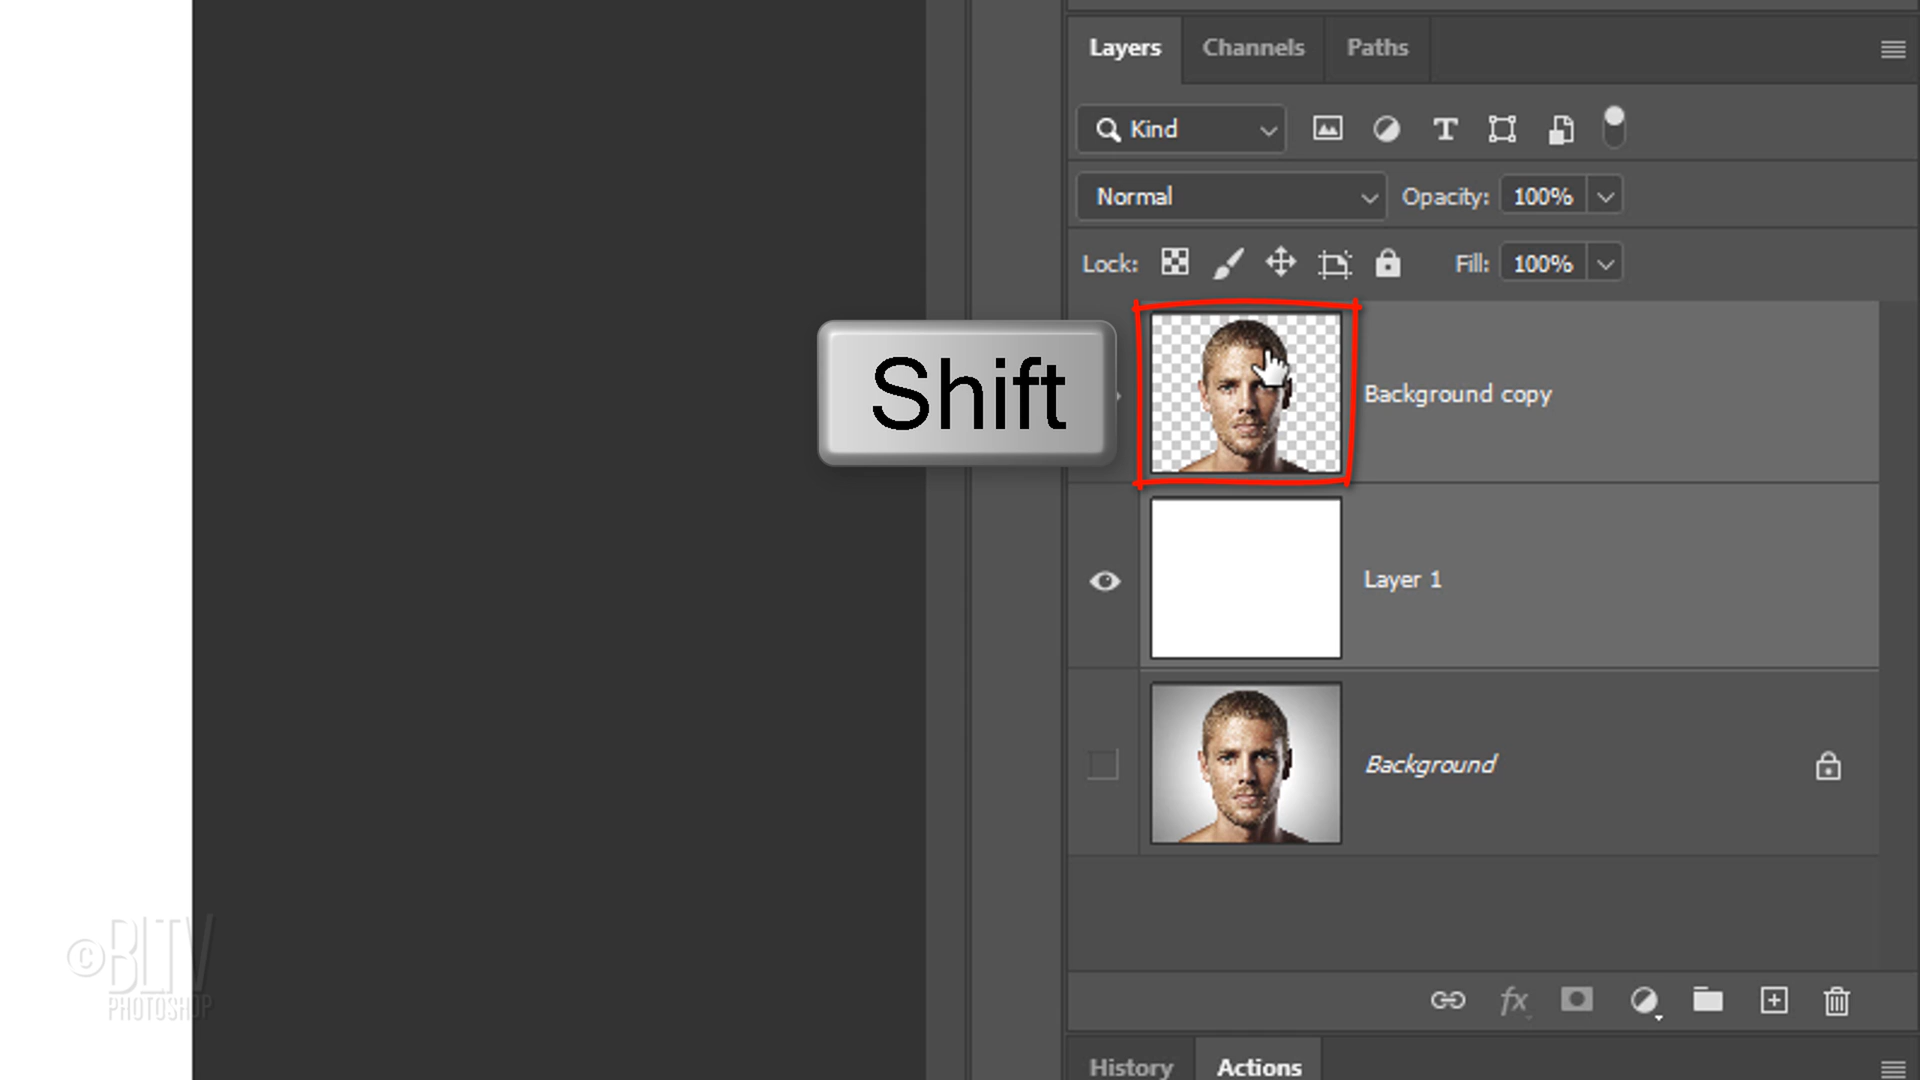 Layers Channels Paths
Kind
Normal Opacity: 100%
Lock: Fill: 100%
Shift
Background copy
Layer 1
Background
fx
History Actions
©BLTV
PHOTOSHOP